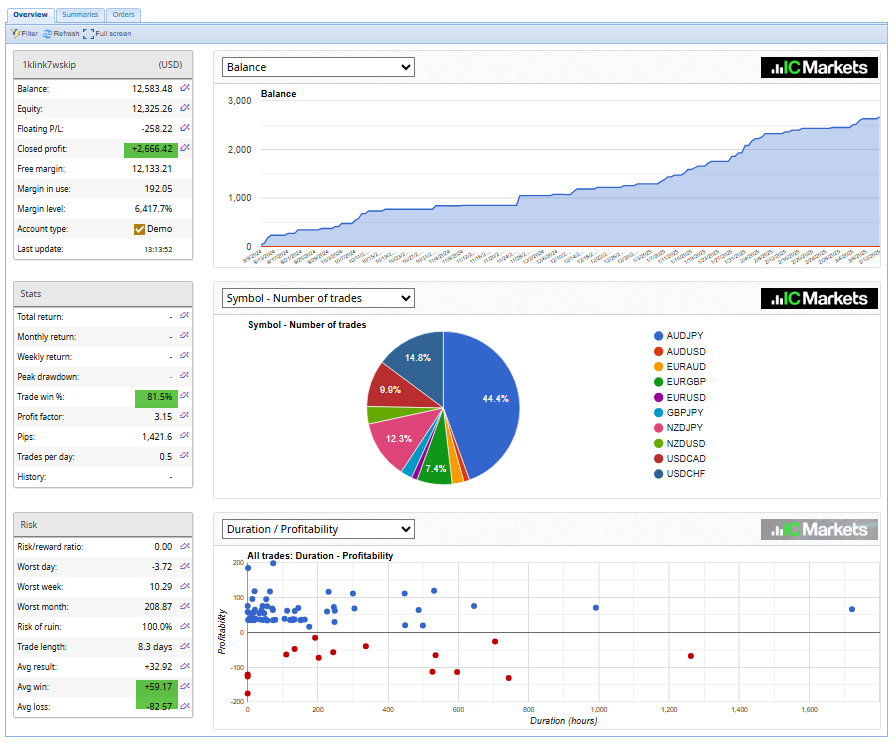 Overview Summaries Orders
Filter Refresh Full screen
1klink7wskip (USD)
Balance: 12,583.48
Equity: 12,325.26
Floating P/L: -258.22
Closed profit: +2,666.42
Free margin: 12,133.21
Margin in use: 192.05
Margin level: 6,417.7%
Account type: Demo
Last update: 13:13:52
Balance
IC Markets
Balance
3,000
2,000
1,000
0
Stats
Total return: -
Monthly return: -
Weekly return: -
Peak drawdown: -
Trade win %: 81.5%
Profit factor: 3.15
Pips: 1,421.6
Trades per day: 0.5
History: -
Symbol - Number of trades
IC Markets
Symbol - Number of trades
14.8%
44.4%
9.9%
12.3%
7.4%
AUDJPY
AUDUSD
EURAUD
EURGBP
EURUSD
GBPJPY
NZDJPY
NZDUSD
USDCAD
USDCHF
Risk
Risk/reward ratio: 0.00
Worst day: -3.72
Worst week: 10.29
Worst month: 208.87
Risk of ruin: 100.0%
Trade length: 8.3 days
Avg result: +32.92
Avg win: +59.17
Avg loss: -82.57
Duration / Profitability
IC Markets
All trades: Duration - Profitability
Profitability
200
100
0
-100
-200
0 200 400 600 800 1,000 1,200 1,400 1,600
Duration (hours)